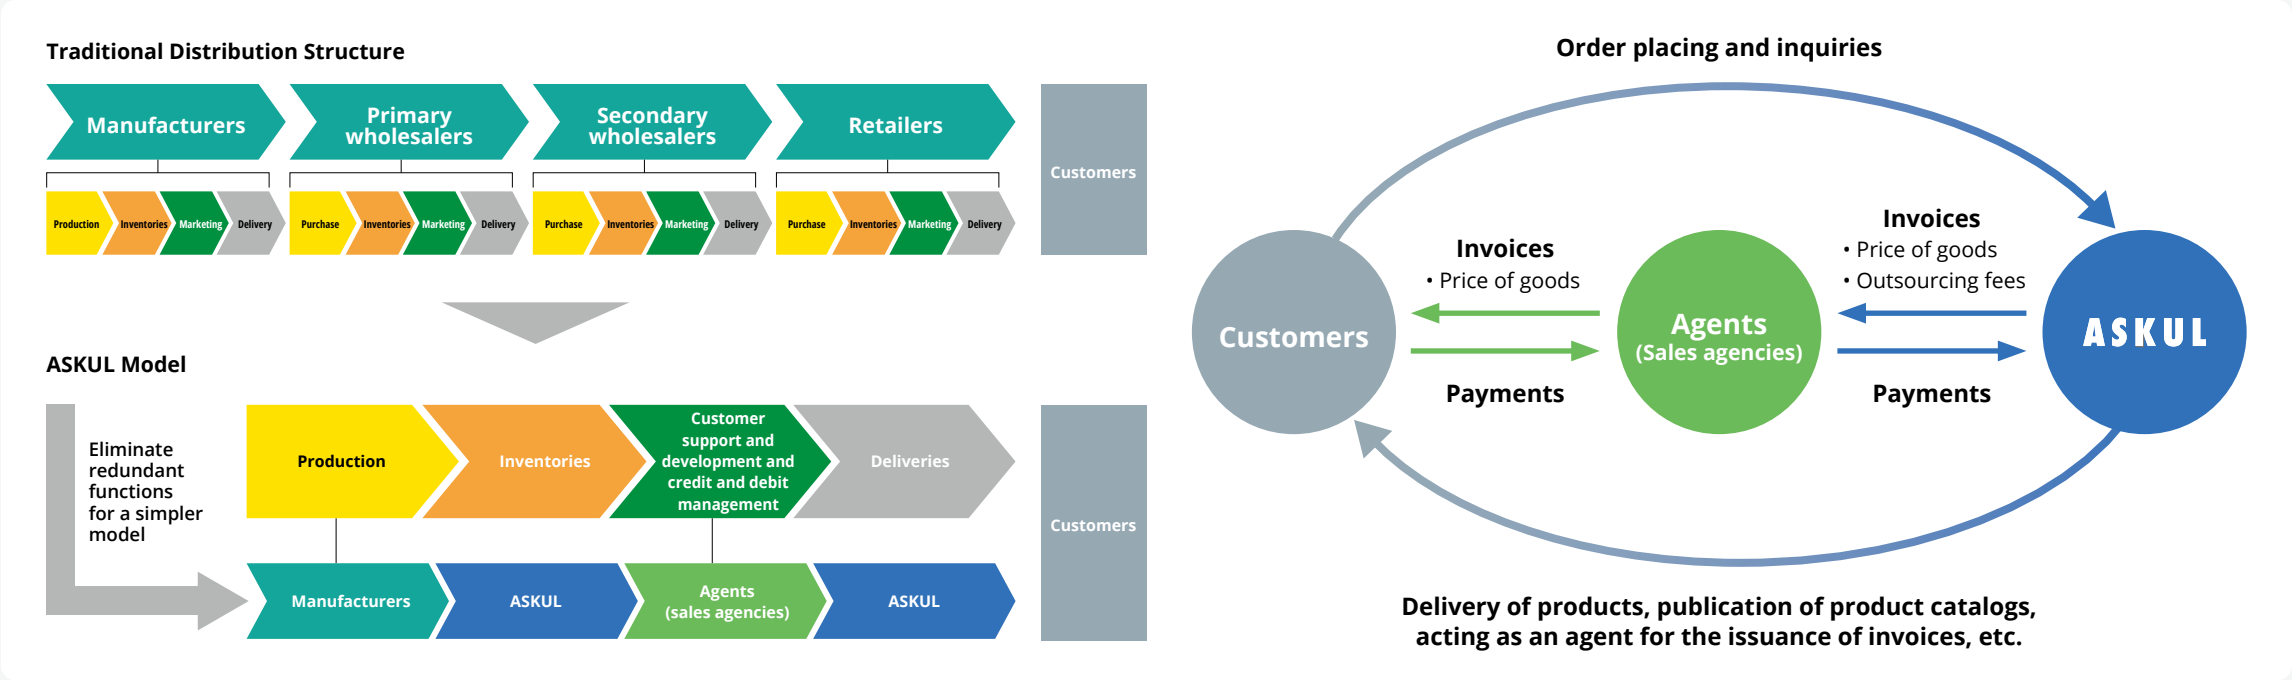 Traditional Distribution Structure
Manufacturers
Primary
wholesalers
Secondary
wholesalers
Retailers
Customers
Production
Inventories
Marketing
Delivery
Purchase
Inventories
Marketing
Delivery
Purchase
Inventories
Marketing
Delivery
Purchase
Inventories
Marketing
Delivery
ASKUL Model
Eliminate
redundant
functions
for a simpler
model
Production
Inventories
Customer
support and
development and
credit and debit
management
Deliveries
Customers
Manufacturers
ASKUL
Agents
(sales agencies)
ASKUL
Order placing and inquiries
Invoices
• Price of goods
Invoices
• Price of goods
• Outsourcing fees
Customers
Agents
(Sales agencies)
ASKUL
Payments
Payments
Delivery of products, publication of product catalogs,
acting as an agent for the issuance of invoices, etc.